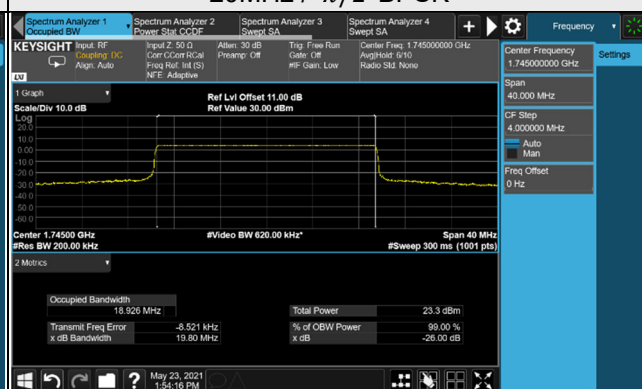 20MHz / π/2 BPSK
Spectrum Analyzer 1
Occupied BW
Spectrum Analyzer 2
Power Stat CCDF
Spectrum Analyzer 3
Swept SA
Spectrum Analyzer 4
Swept SA
Frequency
KEYSIGHT
Input: RF
Coupling: DC
Align: Auto
Input Z: 50 Ω
Corr CCorr RCal
Freq Ref: Int (S)
NFE: Adaptive
Atten: 30 dB
Preamp: Off
Trig: Free Run
Gate: Off
#IF Gain: Low
Center Freq: 1.745000000 GHz
Avg|Hold: 6/10
Radio Std: None
LXI
1 Graph
Scale/Div 10.0 dB
Ref Lvl Offset 11.00 dB
Ref Value 30.00 dBm
Log
20.0
10.0
0.00
-10.0
-20.0
-30.0
-40.0
-50.0
-60.0
Center 1.74500 GHz
#Res BW 200.00 kHz
#Video BW 620.00 kHz*
Span 40 MHz
#Sweep 300 ms (1001 pts)
2 Metrics
Occupied Bandwidth
18.926 MHz
Transmit Freq Error -8.521 kHz
x dB Bandwidth 19.80 MHz
Total Power 23.3 dBm
% of OBW Power 99.00 %
x dB -26.00 dB
Center Frequency
1.745000000 GHz
Span
40.000 MHz
CF Step
4.000000 MHz
Auto
Man
Freq Offset
0 Hz
Settings
May 23, 2021
1:54:16 PM